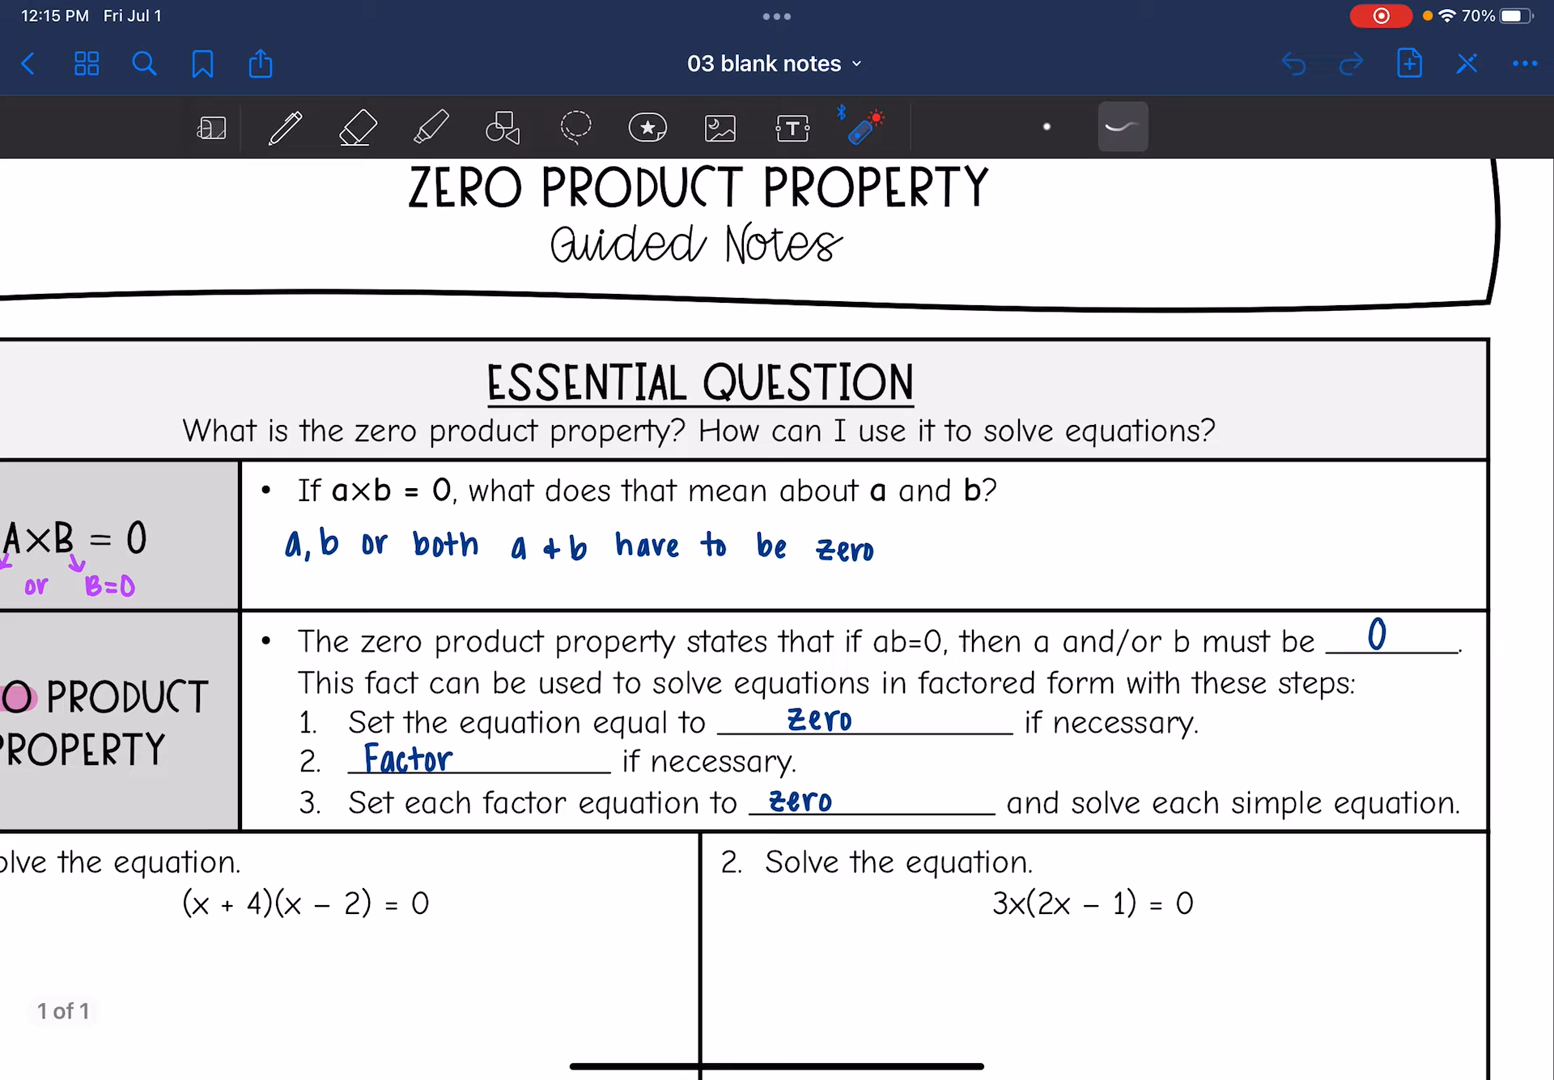 12:15 PM Fri Jul 1
70%
03 blank notes
T
ZERO PRODUCT PROPERTY
Guided Notes
ESSENTIAL QUESTION
What is the zero product property? How can I use it to solve equations?
A×B = 0
or B=0
• If a×b = 0, what does that mean about a and b?
a, b or both a + b have to be zero
O PRODUCT
PROPERTY
• The zero product property states that if ab=0, then a and/or b must be 0.
This fact can be used to solve equations in factored form with these steps:
1. Set the equation equal to zero if necessary.
2. Factor if necessary.
3. Set each factor equation to zero and solve each simple equation.
olve the equation.
(x + 4)(x − 2) = 0
2. Solve the equation.
3x(2x − 1) = 0
1 of 1